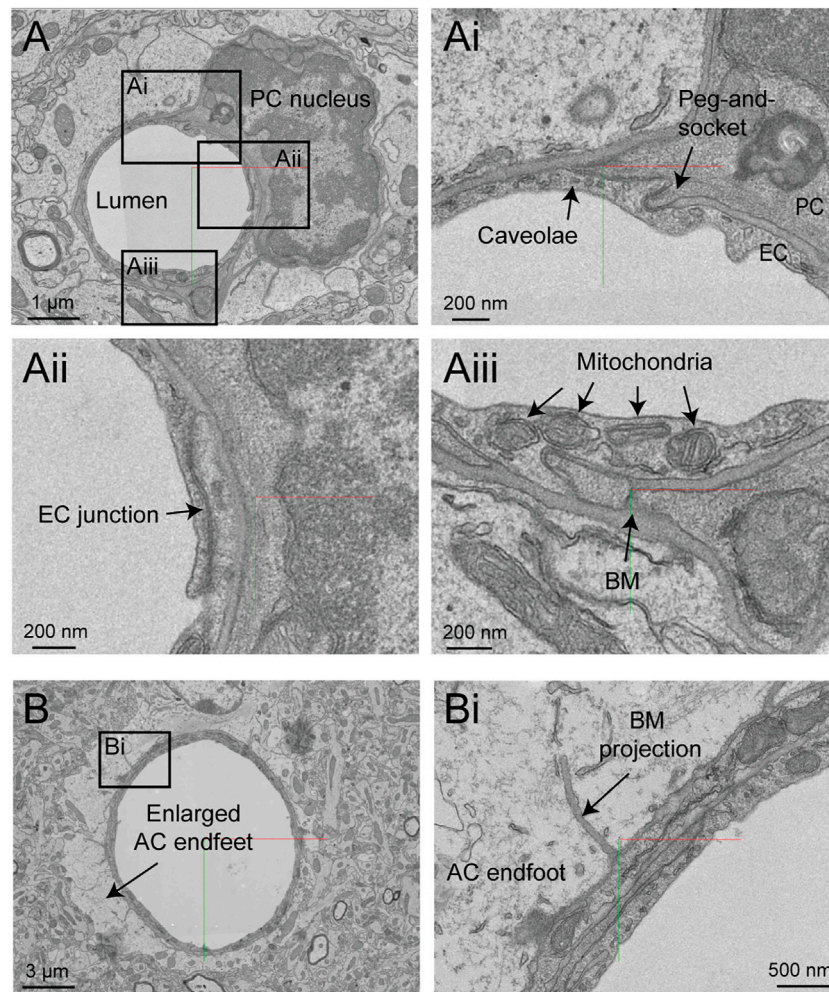 A
Ai
PC nucleus
Aii
Lumen
Aiii
1 µm
Ai
Peg-and-
socket
Caveolae
PC
EC
200 nm
Aii
EC junction
200 nm
Aiii
Mitochondria
BM
200 nm
B
Bi
Enlarged
AC endfeet
3 µm
Bi
BM
projection
AC endfoot
500 nm